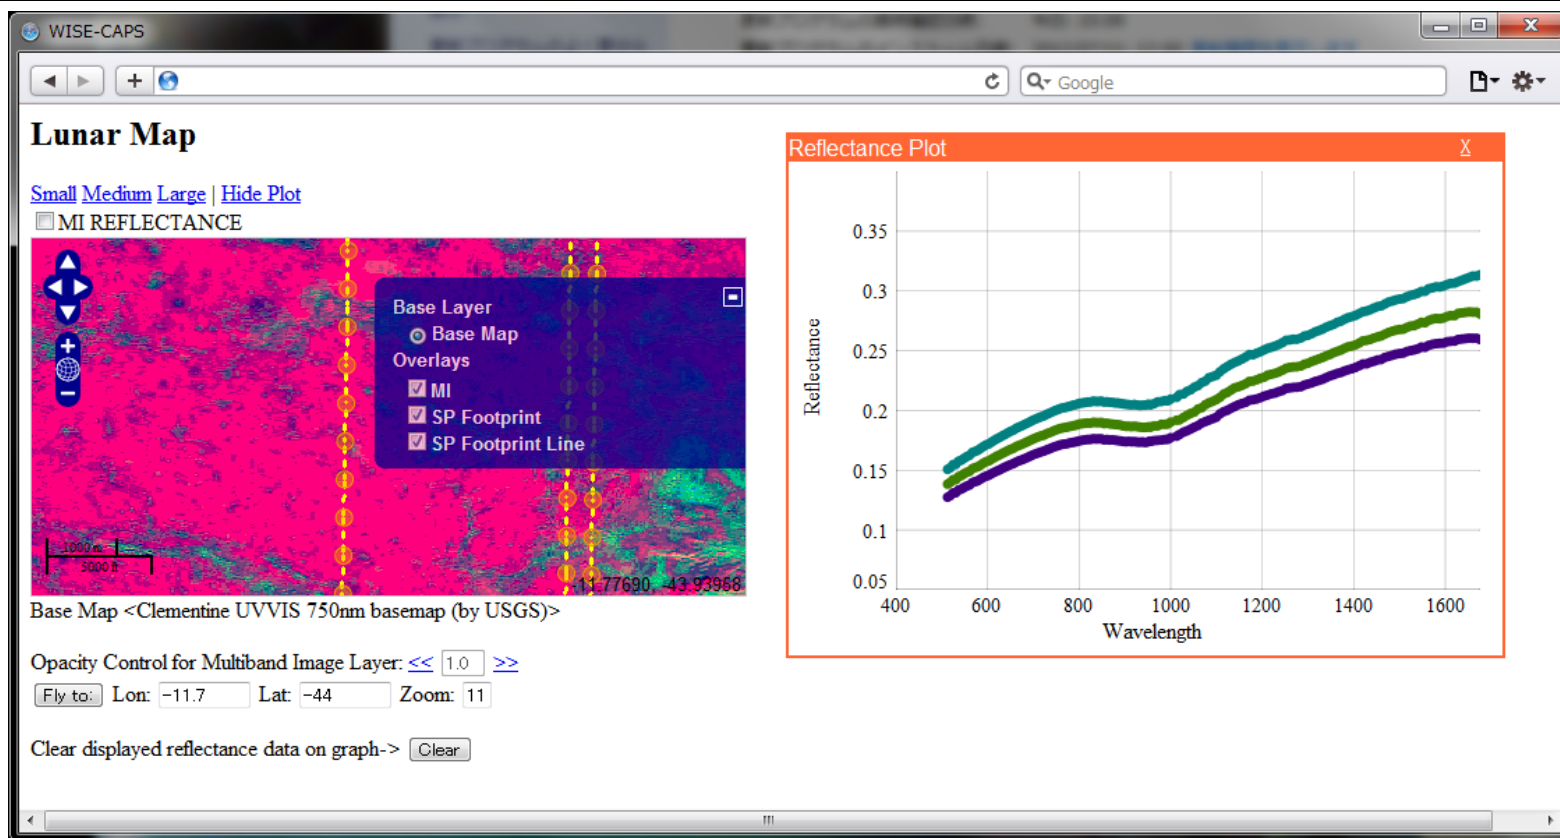 WISE-CAPS
Google
Lunar Map
Small Medium Large | Hide Plot
MI REFLECTANCE
Base Layer
Base Map
Overlays
MI
SP Footprint
SP Footprint Line
1000 m
5000 ft
-11.77690, -43.93968
Base Map <Clementine UVVIS 750nm basemap (by USGS)>
Opacity Control for Multiband Image Layer: << 1.0 >>
Fly to: Lon: -11.7 Lat: -44 Zoom: 11
Clear displayed reflectance data on graph-> Clear
Reflectance Plot X
0.35
0.3
0.25
0.2
0.15
0.1
0.05
Reflectance
400 600 800 1000 1200 1400 1600
Wavelength